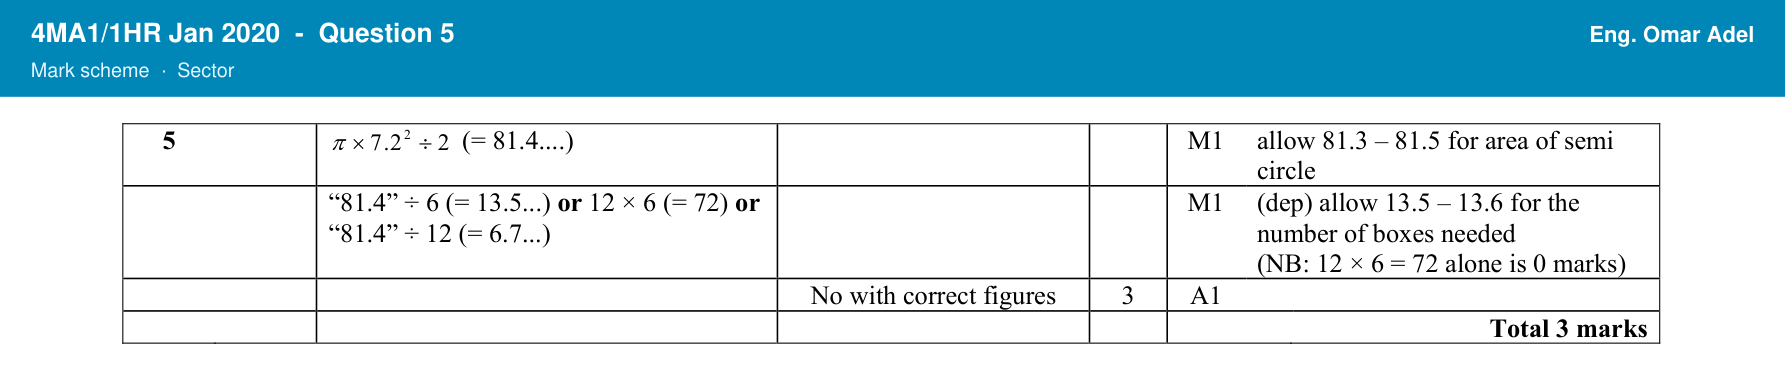 4MA1/1HR Jan 2020 - Question 5
Eng. Omar Adel
Mark scheme · Sector
5
π × 7.2² ÷ 2 (= 81.4....)
M1 allow 81.3 – 81.5 for area of semi
circle
“81.4” ÷ 6 (= 13.5...) or 12 × 6 (= 72) or
“81.4” ÷ 12 (= 6.7...)
M1 (dep) allow 13.5 – 13.6 for the
number of boxes needed
(NB: 12 × 6 = 72 alone is 0 marks)
No with correct figures
3
A1
Total 3 marks